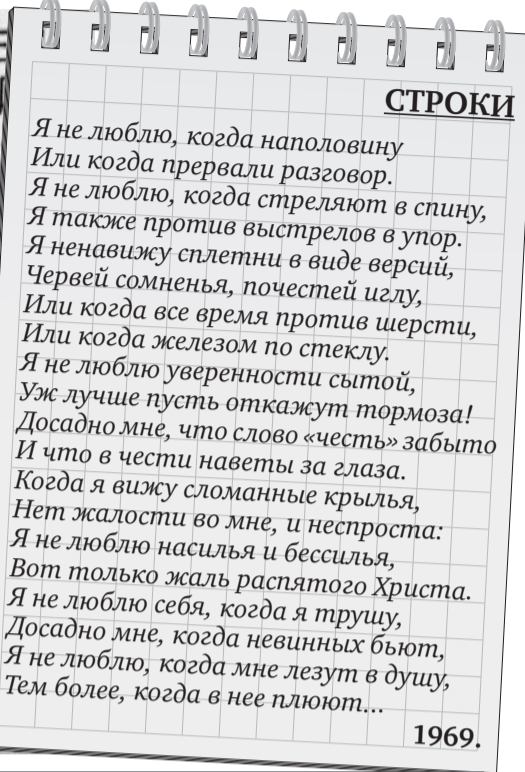 СТРОКИ
Я не люблю, когда наполовину
Или когда прервали разговор.
Я не люблю, когда стреляют в спину,
Я также против выстрелов в упор.
Я ненавижу сплетни в виде версий,
Червей сомненья, почестей иглу,
Или когда все время против шерсти,
Или когда железом по стеклу.
Я не люблю уверенности сытой,
Уж лучше пусть откажут тормоза!
Досадно мне, что слово «честь» забыто
И что в чести наветы за глаза.
Когда я вижу сломанные крылья,
Нет жалости во мне, и неспроста:
Я не люблю насилья и бессилья,
Вот только жаль распятого Христа.
Я не люблю себя, когда я трушу,
Досадно мне, когда невинных бьют,
Я не люблю, когда мне лезут в душу,
Тем более, когда в нее плюют...
1969.